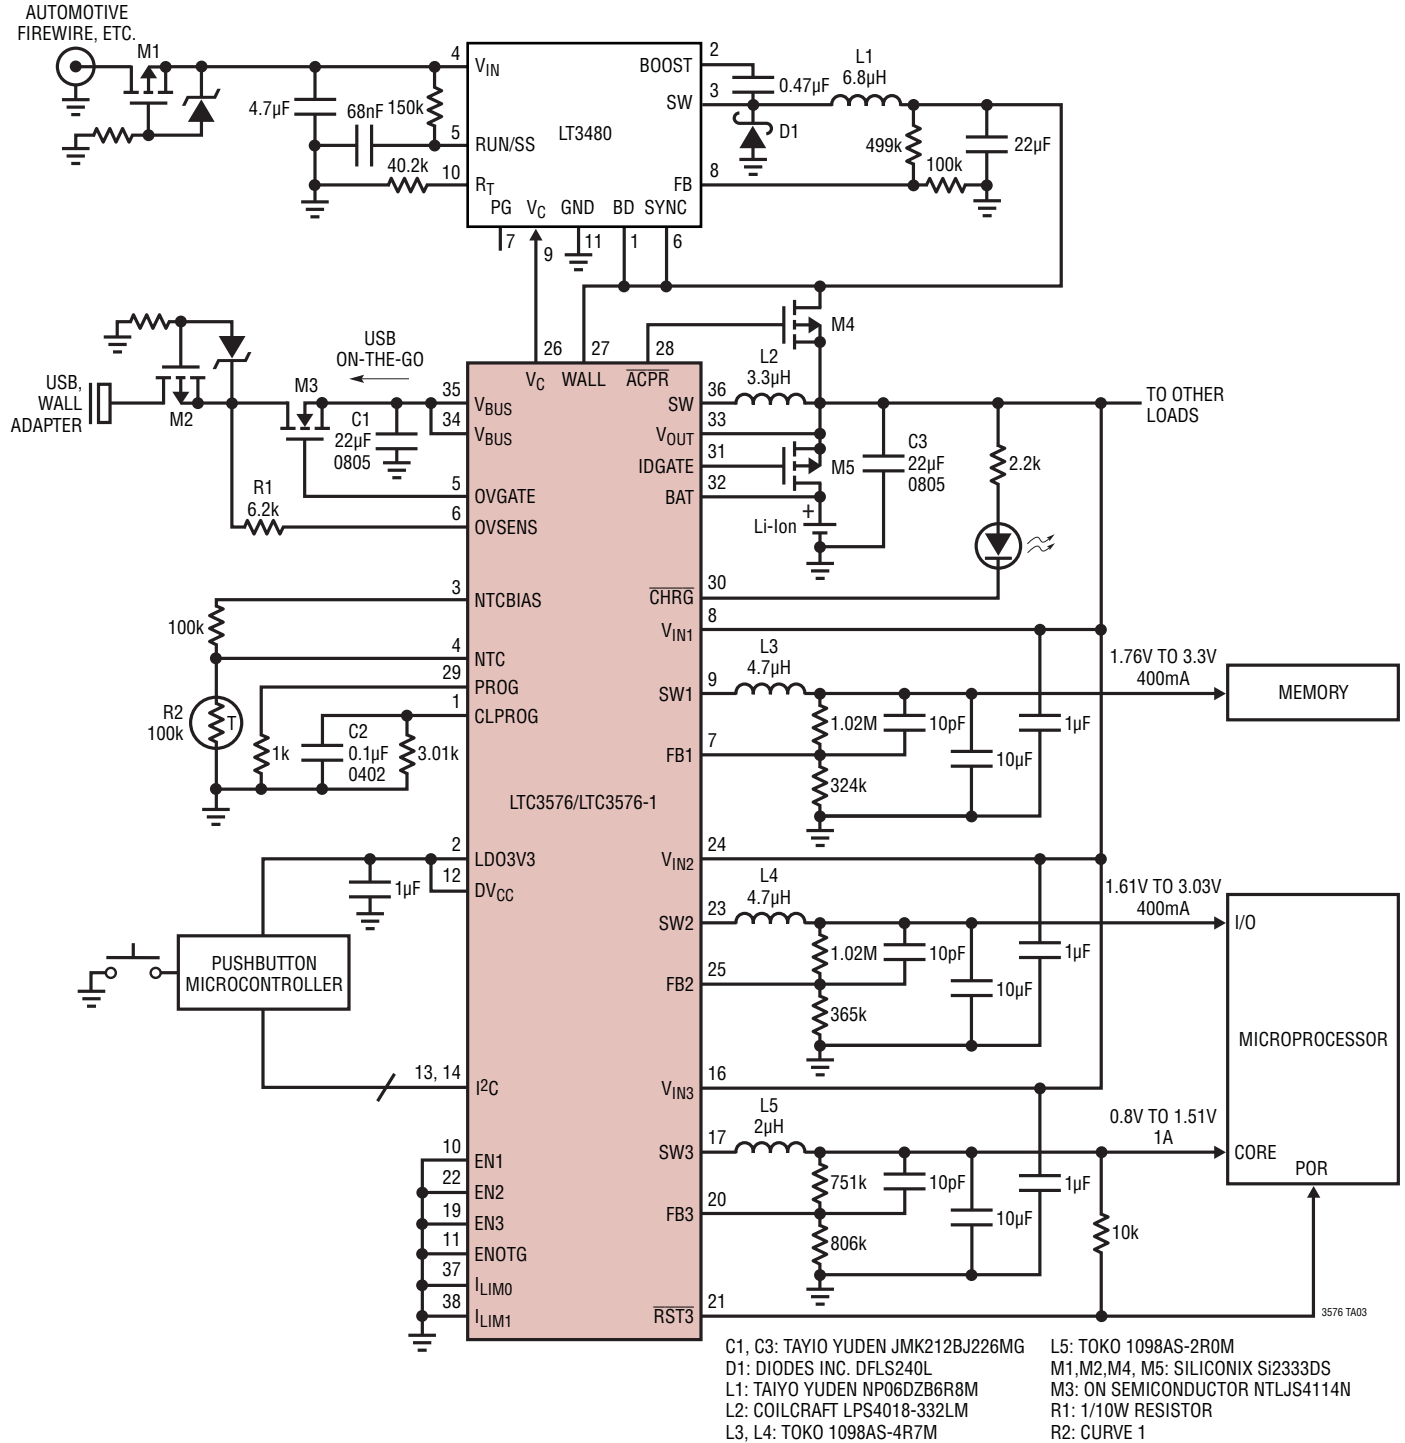 AUTOMOTIVE
FIREWIRE, ETC.
M1
4.7µF
68nF
150k
40.2k
4
5
10
VIN
RUN/SS
RT
LT3480
BOOST
SW
FB
PG
VC
GND
BD
SYNC
7
9
11
1
6
2
3
8
0.47µF
D1
L1
6.8µH
499k
100k
22µF
USB,
WALL
ADAPTER
M2
M3
USB
ON-THE-GO
C1
22µF
0805
R1
6.2k
26
27
28
VC
WALL
ACPR
M4
L2
3.3µH
35
VBUS
34
VBUS
5
OVGATE
6
OVSENS
36
SW
33
VOUT
31
IDGATE
32
BAT
M5
Li-Ion
+
C3
22µF
0805
2.2k
TO OTHER
LOADS
3
NTCBIAS
4
NTC
29
PROG
1
CLPROG
100k
R2
100k
T
1k
C2
0.1µF
0402
3.01k
30
CHRG
8
VIN1
L3
4.7µH
9
SW1
7
FB1
1.02M
10pF
324k
10µF
1µF
1.76V TO 3.3V
400mA
MEMORY
LTC3576/LTC3576-1
2
LDO3V3
12
DVCC
1µF
PUSHBUTTON
MICROCONTROLLER
13, 14
I2C
24
VIN2
L4
4.7µH
23
SW2
25
FB2
1.02M
10pF
365k
10µF
1µF
1.61V TO 3.03V
400mA
I/O
MICROPROCESSOR
CORE
POR
16
VIN3
L5
2µH
17
SW3
20
FB3
751k
10pF
806k
10µF
1µF
0.8V TO 1.51V
1A
10k
10
EN1
22
EN2
19
EN3
11
ENOTG
37
ILIM0
38
ILIM1
21
RST3
3576 TA03
C1, C3: TAYIO YUDEN JMK212BJ226MG
D1: DIODES INC. DFLS240L
L1: TAIYO YUDEN NP06DZB6R8M
L2: COILCRAFT LPS4018-332LM
L3, L4: TOKO 1098AS-4R7M
L5: TOKO 1098AS-2R0M
M1,M2,M4, M5: SILICONIX Si2333DS
M3: ON SEMICONDUCTOR NTLJS4114N
R1: 1/10W RESISTOR
R2: CURVE 1